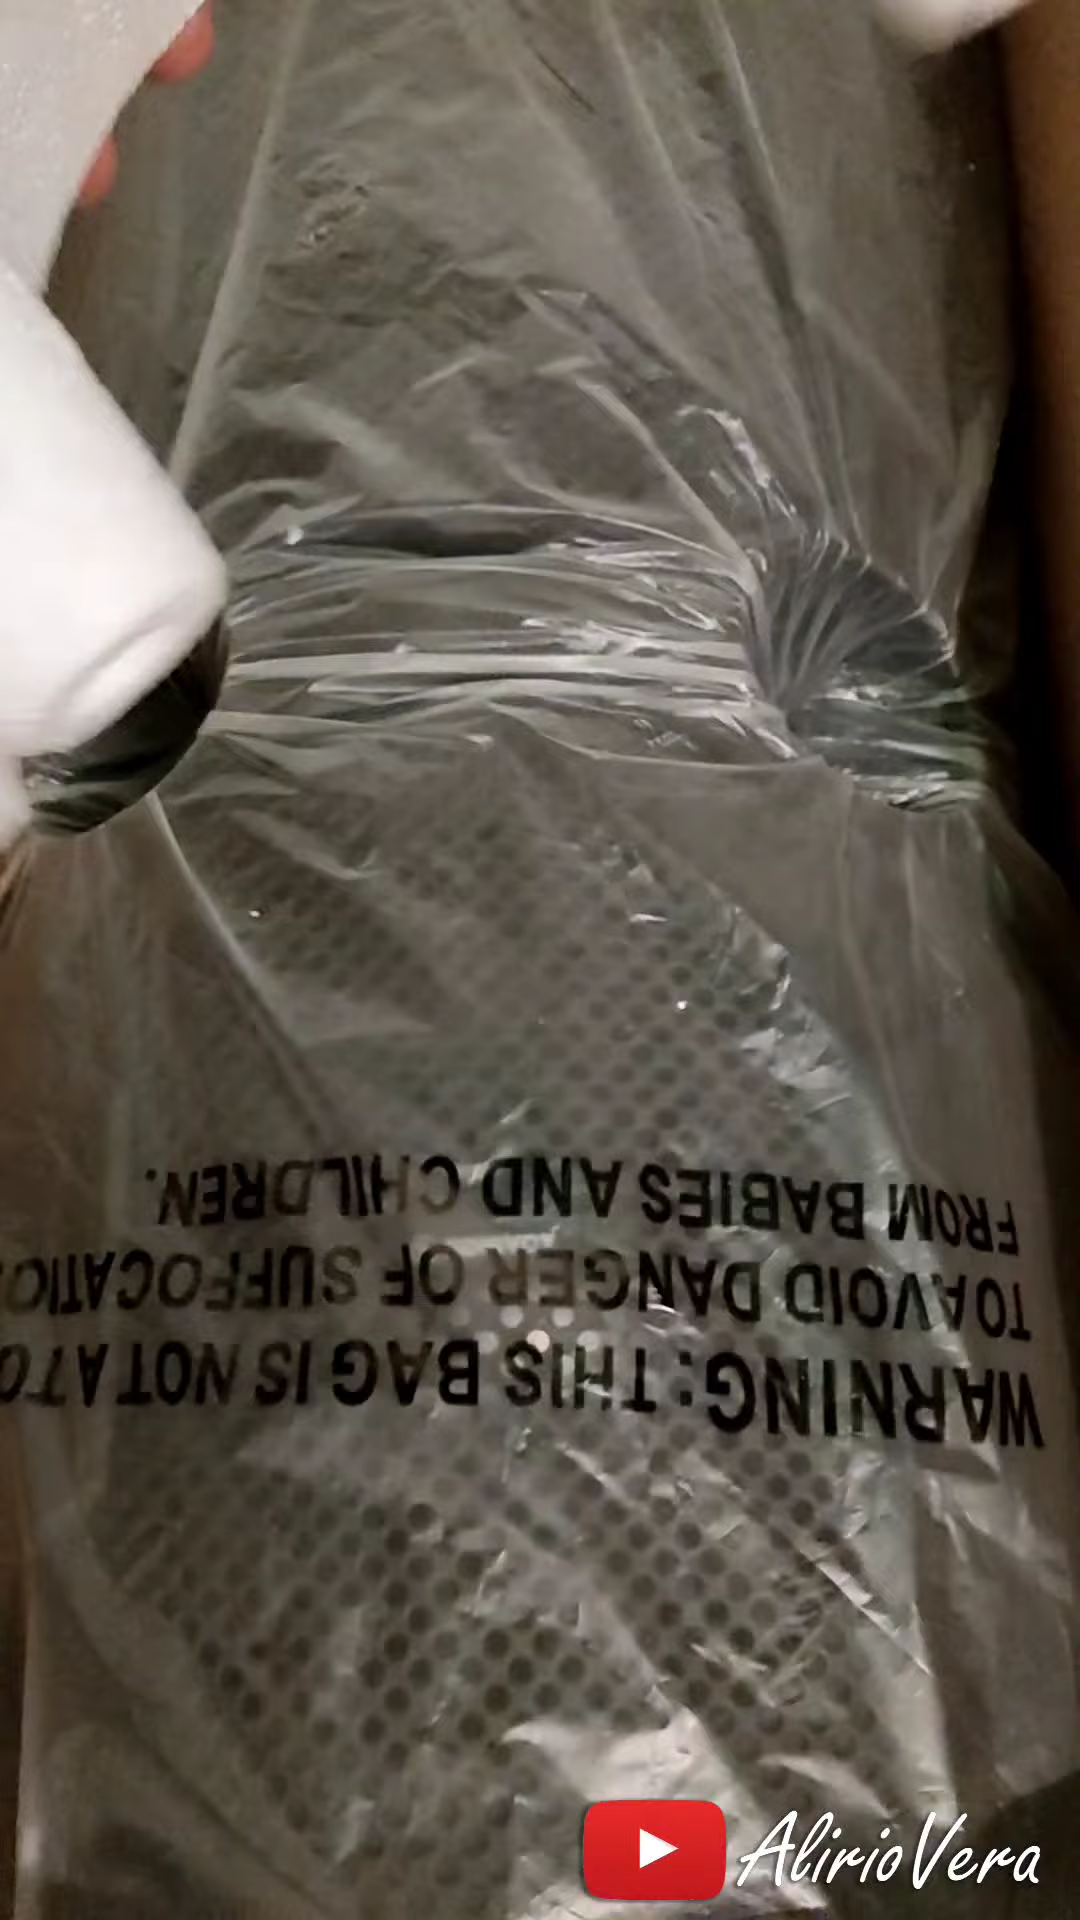 WARNING: THIS BAG IS NOT A TO
TO AVOID DANGER OF SUFFOCATIO
FROM BABIES AND CHILDREN.
AlirioVera